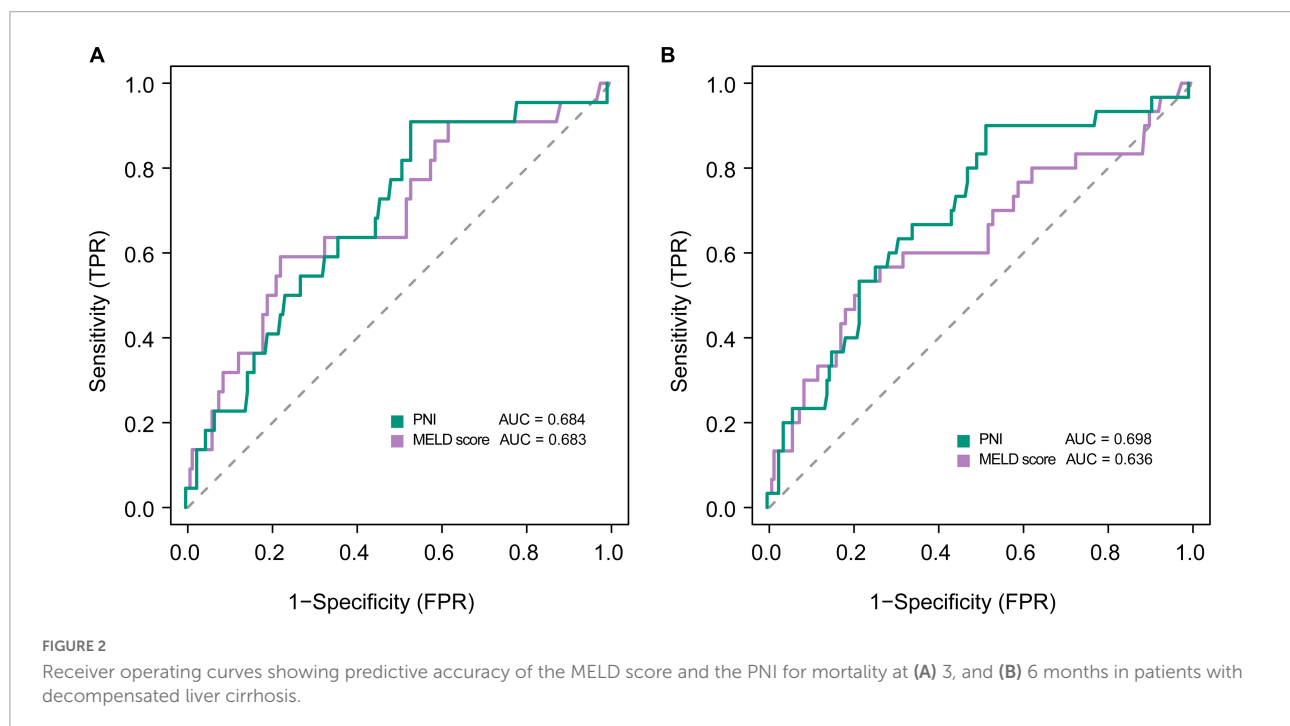 A
Sensitivity (TPR)
1.0
0.8
0.6
0.4
0.2
0.0
PNI AUC = 0.684
MELD score AUC = 0.683
0.0 0.2 0.4 0.6 0.8 1.0
1−Specificity (FPR)
B
Sensitivity (TPR)
1.0
0.8
0.6
0.4
0.2
0.0
PNI AUC = 0.698
MELD score AUC = 0.636
0.0 0.2 0.4 0.6 0.8 1.0
1−Specificity (FPR)
FIGURE 2
Receiver operating curves showing predictive accuracy of the MELD score and the PNI for mortality at (A) 3, and (B) 6 months in patients with
decompensated liver cirrhosis.